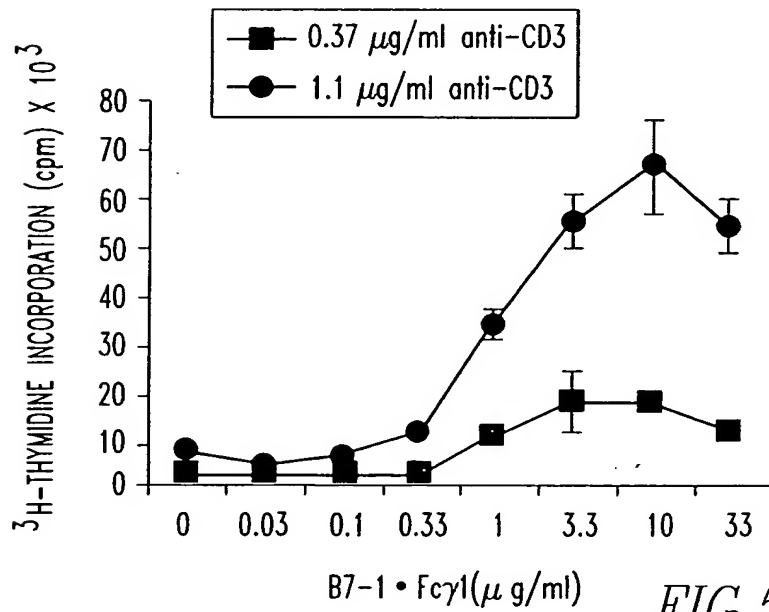 0.37 μg/ml anti-CD3
1.1 μg/ml anti-CD3
³H-THYMIDINE INCORPORATION (cpm) X 10³
80
70
60
50
40
30
20
10
0
0 0.03 0.1 0.33 1 3.3 10 33
B7-1 • Fcγ1(μ g/ml)
FIG.